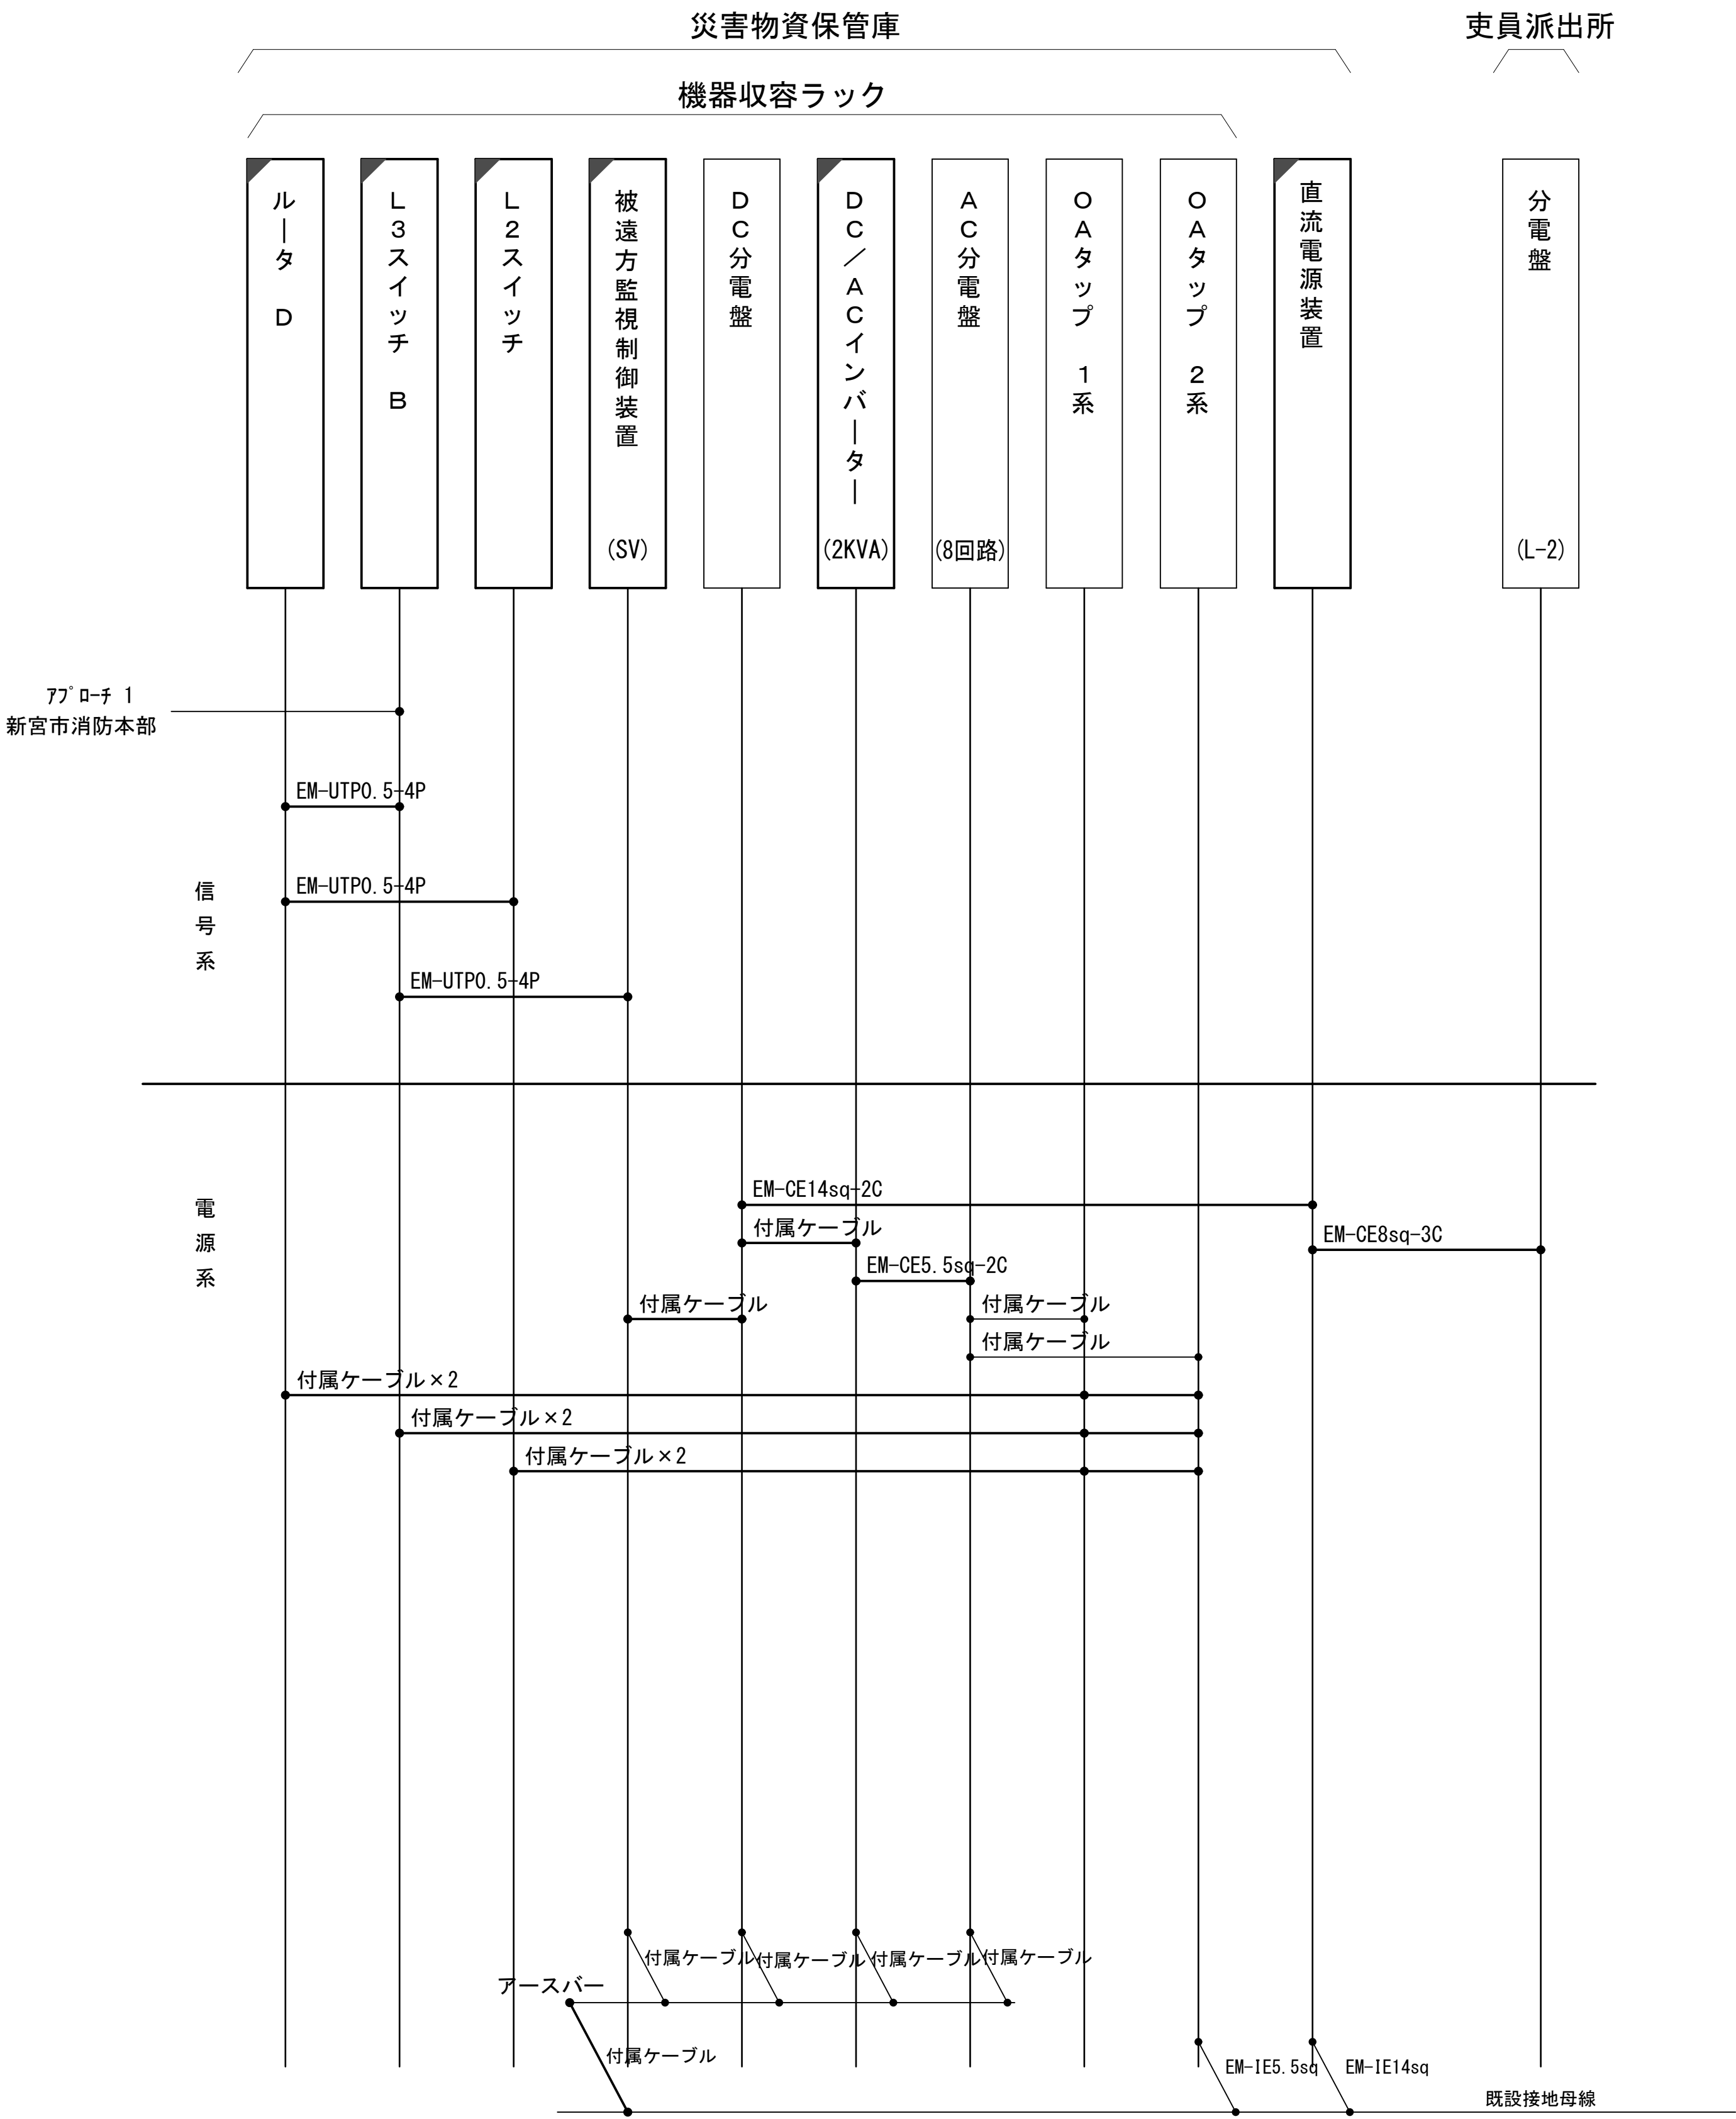 災害物資保管庫
吏員派出所
機器収容ラック
ルータ D
L3スイッチ B
L2スイッチ
被遠方監視制御装置
(SV)
DC分電盤
DC/ACインバーター
(2KVA)
AC分電盤
(8回路)
OAタップ 1系
OAタップ 2系
直流電源装置
分電盤
(L-2)
ｱﾌﾟﾛｰﾁ 1
新宮市消防本部
EM-UTP0.5-4P
信号系
EM-UTP0.5-4P
EM-UTP0.5-4P
電源系
EM-CE14sq-2C
付属ケーブル
EM-CE8sq-3C
EM-CE5.5sq-2C
付属ケーブル
付属ケーブル
付属ケーブル
付属ケーブル×2
付属ケーブル×2
付属ケーブル×2
付属ケーブル
付属ケーブル
付属ケーブル
付属ケーブル
アースバー
付属ケーブル
EM-IE5.5sq
EM-IE14sq
既設接地母線